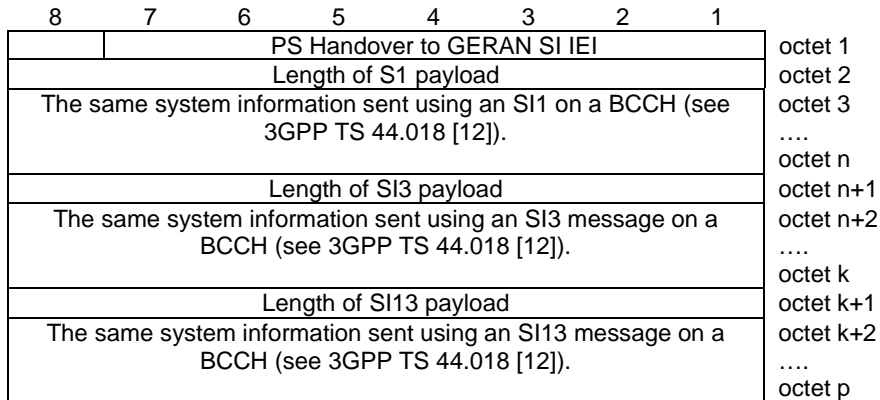 8 7 6 5 4 3 2 1
PS Handover to GERAN SI IEI octet 1
Length of S1 payload octet 2
The same system information sent using an SI1 on a BCCH (see octet 3
3GPP TS 44.018 [12]). ....
octet n
Length of SI3 payload octet n+1
The same system information sent using an SI3 message on a octet n+2
BCCH (see 3GPP TS 44.018 [12]). ....
octet k
Length of SI13 payload octet k+1
The same system information sent using an SI13 message on a octet k+2
BCCH (see 3GPP TS 44.018 [12]). ....
octet p